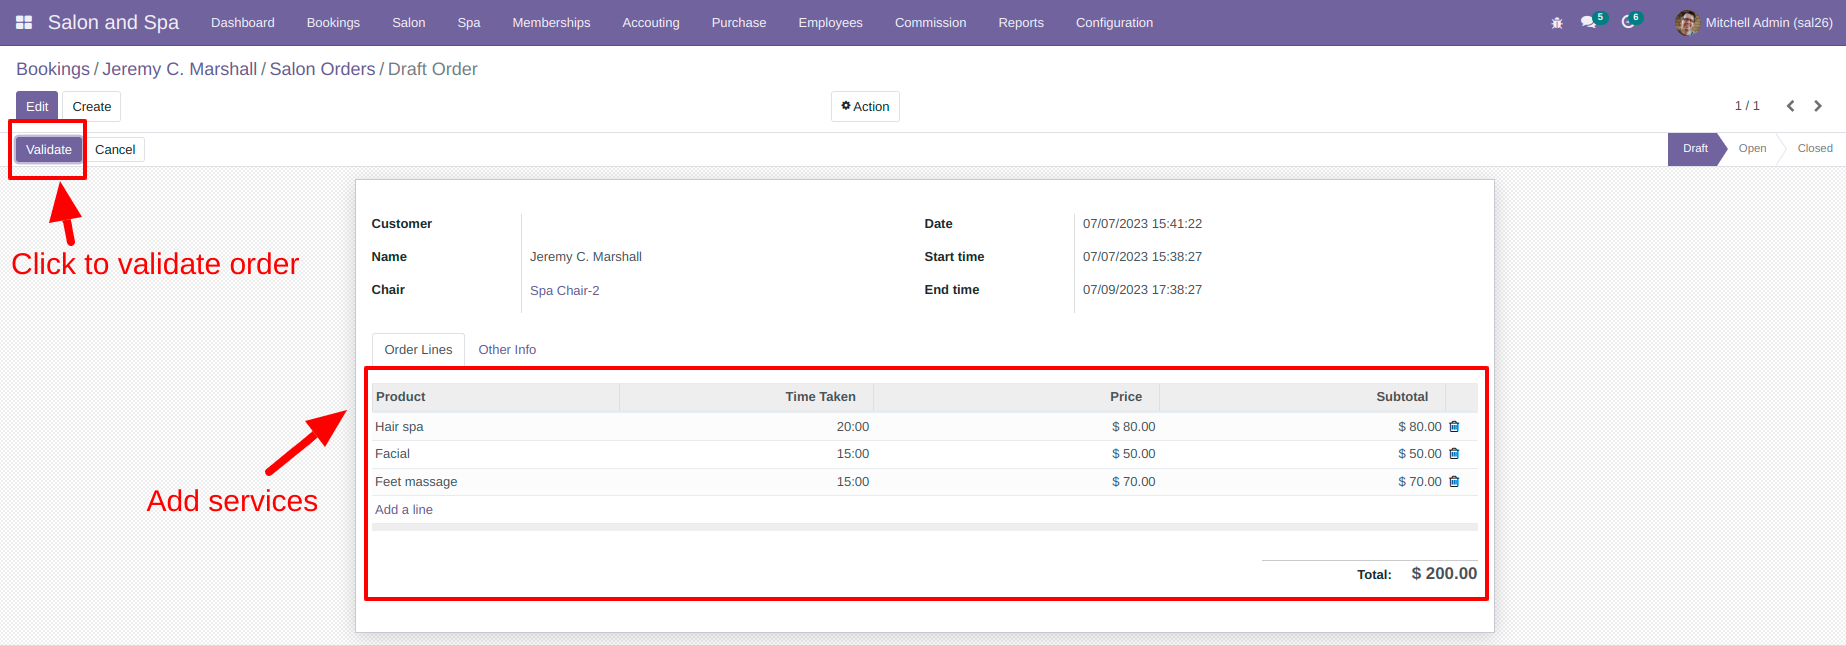 Salon and Spa Dashboard Bookings Salon Spa Memberships Accouting Purchase Employees Commission Reports Configuration 5 6 Mitchell Admin (sal26)
Bookings / Jeremy C. Marshall / Salon Orders / Draft Order
Edit Create Action 1 / 1
Validate Cancel Draft Open Closed
Click to validate order
Customer Date 07/07/2023 15:41:22
Name Jeremy C. Marshall Start time 07/07/2023 15:38:27
Chair Spa Chair-2 End time 07/09/2023 17:38:27
Order Lines Other Info
Product Time Taken Price Subtotal
Hair spa 20:00 $ 80.00 $ 80.00
Facial 15:00 $ 50.00 $ 50.00
Feet massage 15:00 $ 70.00 $ 70.00
Add services
Add a line
Total: $ 200.00